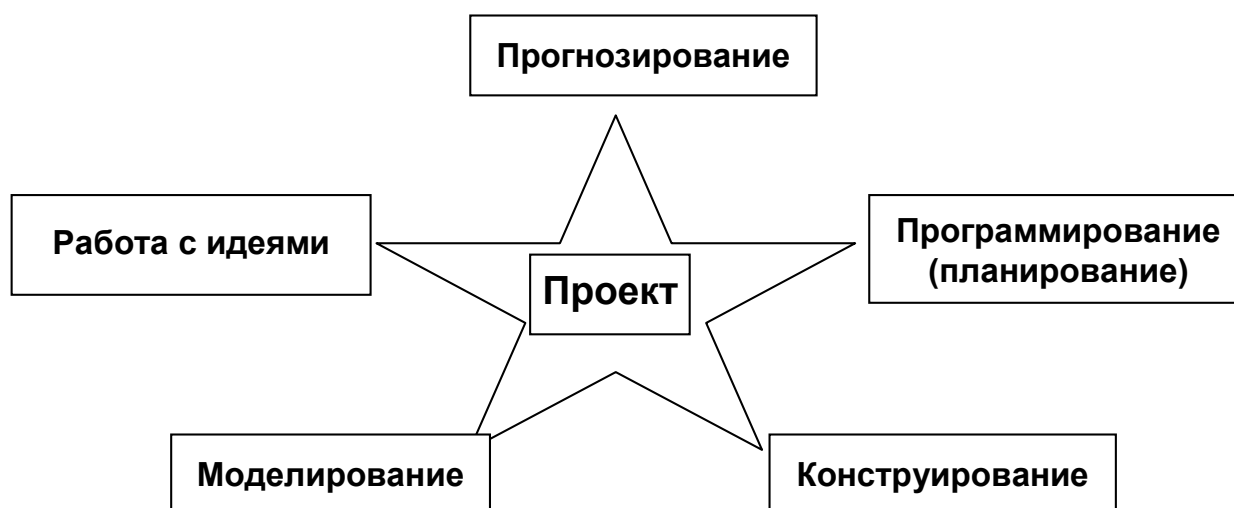 Прогнозирование
Работа с идеями
Программирование
(планирование)
Проект
Моделирование
Конструирование